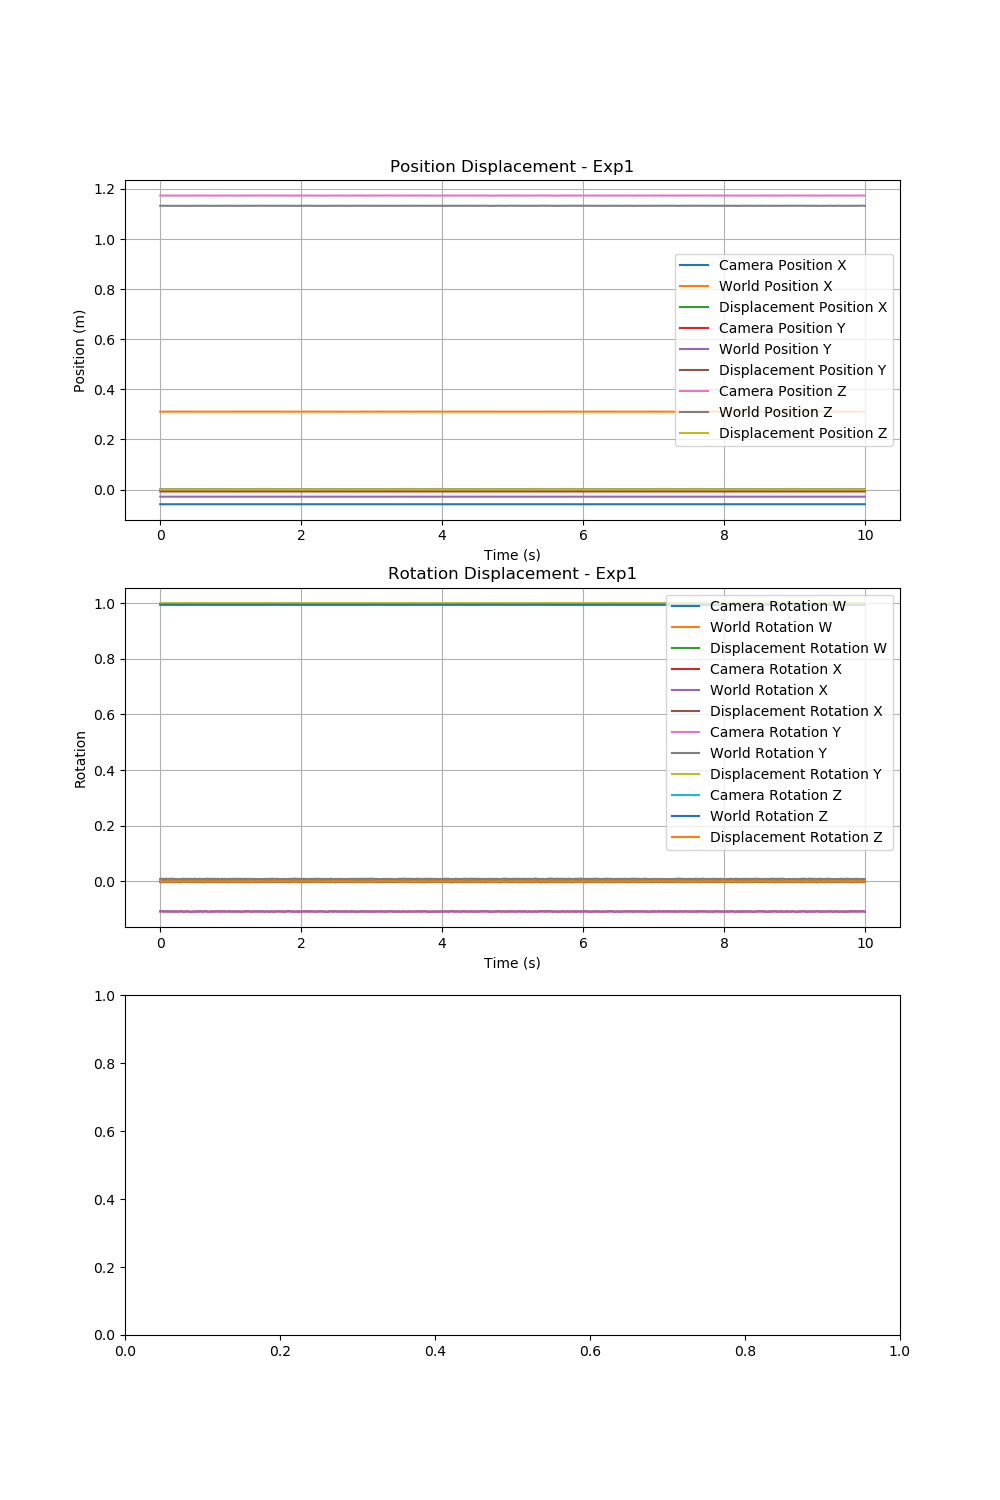 Position Displacement - Exp1
1.2
1.0
0.8
0.6
0.4
0.2
0.0
Position (m)
Camera Position X
World Position X
Displacement Position X
Camera Position Y
World Position Y
Displacement Position Y
Camera Position Z
World Position Z
Displacement Position Z
0 2 4 6 8 10
Time (s)
Rotation Displacement - Exp1
1.0
0.8
0.6
0.4
0.2
0.0
Rotation
Camera Rotation W
World Rotation W
Displacement Rotation W
Camera Rotation X
World Rotation X
Displacement Rotation X
Camera Rotation Y
World Rotation Y
Displacement Rotation Y
Camera Rotation Z
World Rotation Z
Displacement Rotation Z
0 2 4 6 8 10
Time (s)
1.0
0.8
0.6
0.4
0.2
0.0
0.0 0.2 0.4 0.6 0.8 1.0